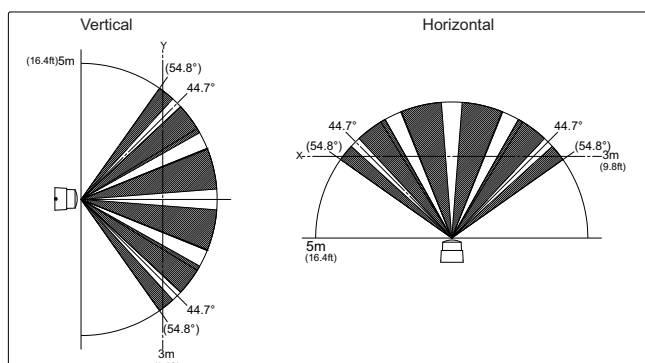 Vertical
Horizontal
Y
(16.4ft)5m
(54.8°)
44.7°
44.7°
(54.8°)
3m
44.7°
(54.8°)
X
44.7°
(54.8°)
3m
(9.8ft)
5m
(16.4ft)